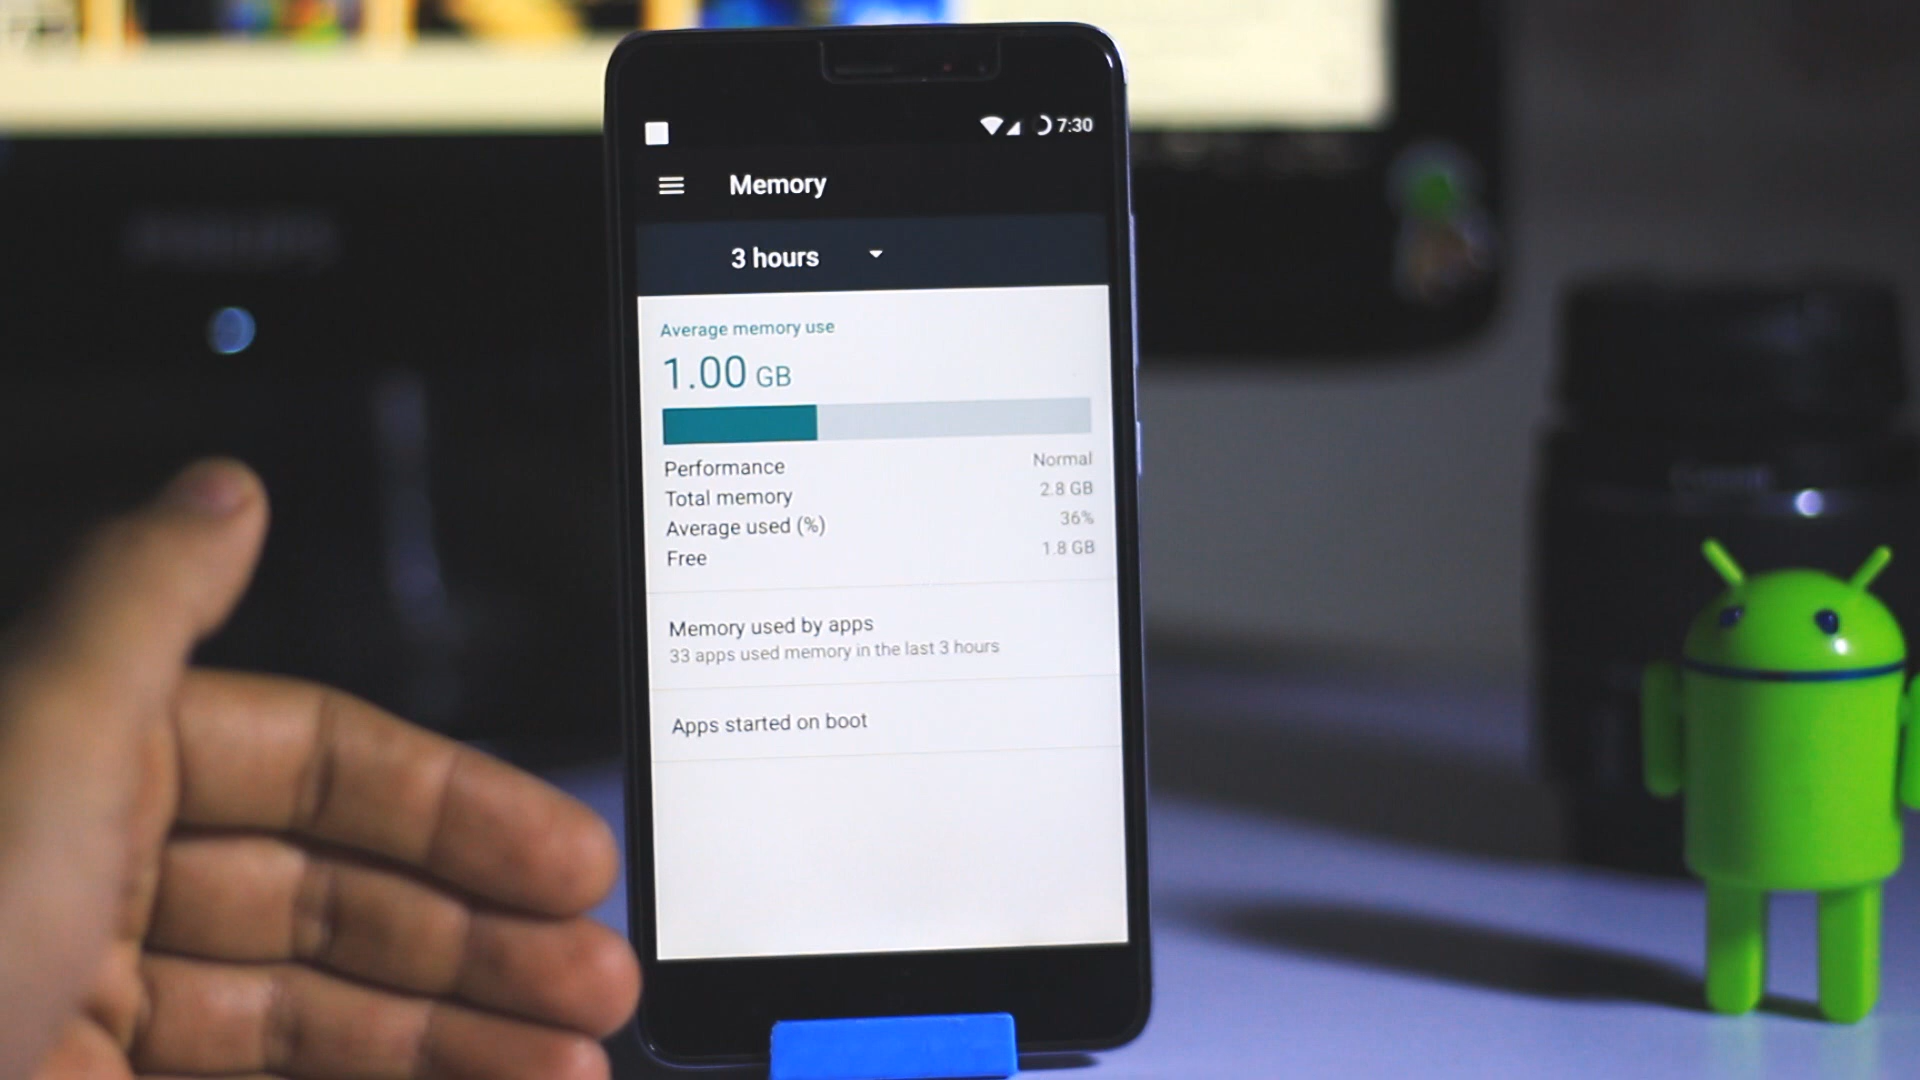 7:30
Memory
3 hours
Average memory use
1.00 GB
Performance Normal
Total memory 2.8 GB
Average used (%) 36%
Free 1.8 GB
Memory used by apps
33 apps used memory in the last 3 hours
Apps started on boot